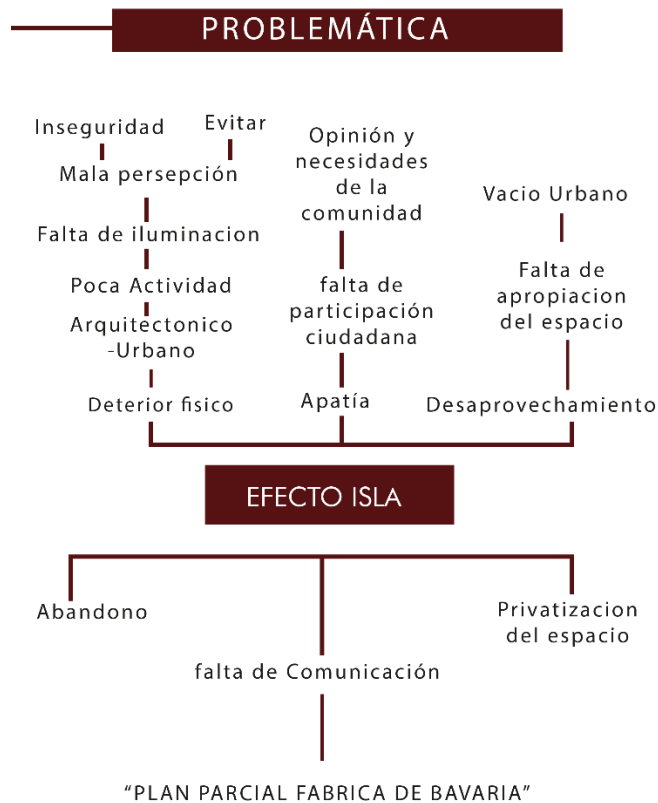 PROBLEMÁTICA
Inseguridad
Evitar
Mala persepción
Falta de iluminacion
Poca Actividad
Arquitectonico
-Urbano
Deterior fisico
Opinión y
necesidades
de la
comunidad
falta de
participación
ciudadana
Apatía
Vacio Urbano
Falta de
apropiacion
del espacio
Desaprovechamiento
EFECTO ISLA
Abandono
falta de Comunicación
Privatizacion
del espacio
“PLAN PARCIAL FABRICA DE BAVARIA”